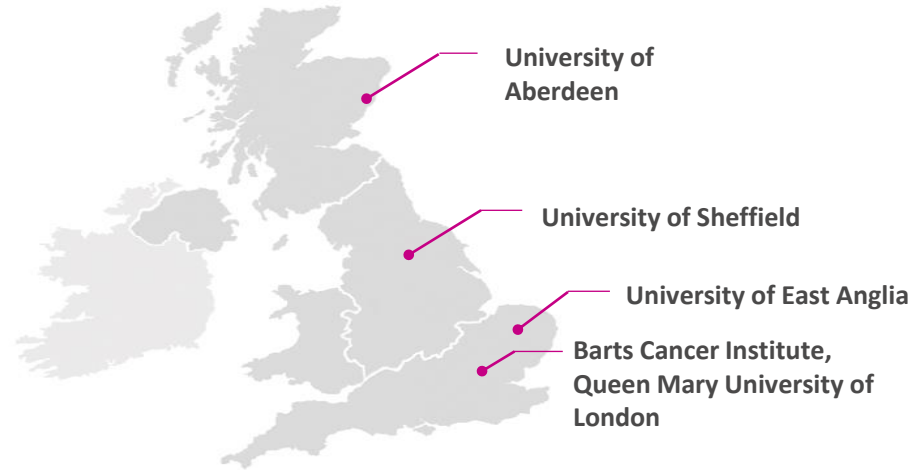 University of
Aberdeen
University of Sheffield
University of East Anglia
Barts Cancer Institute,
Queen Mary University of
London